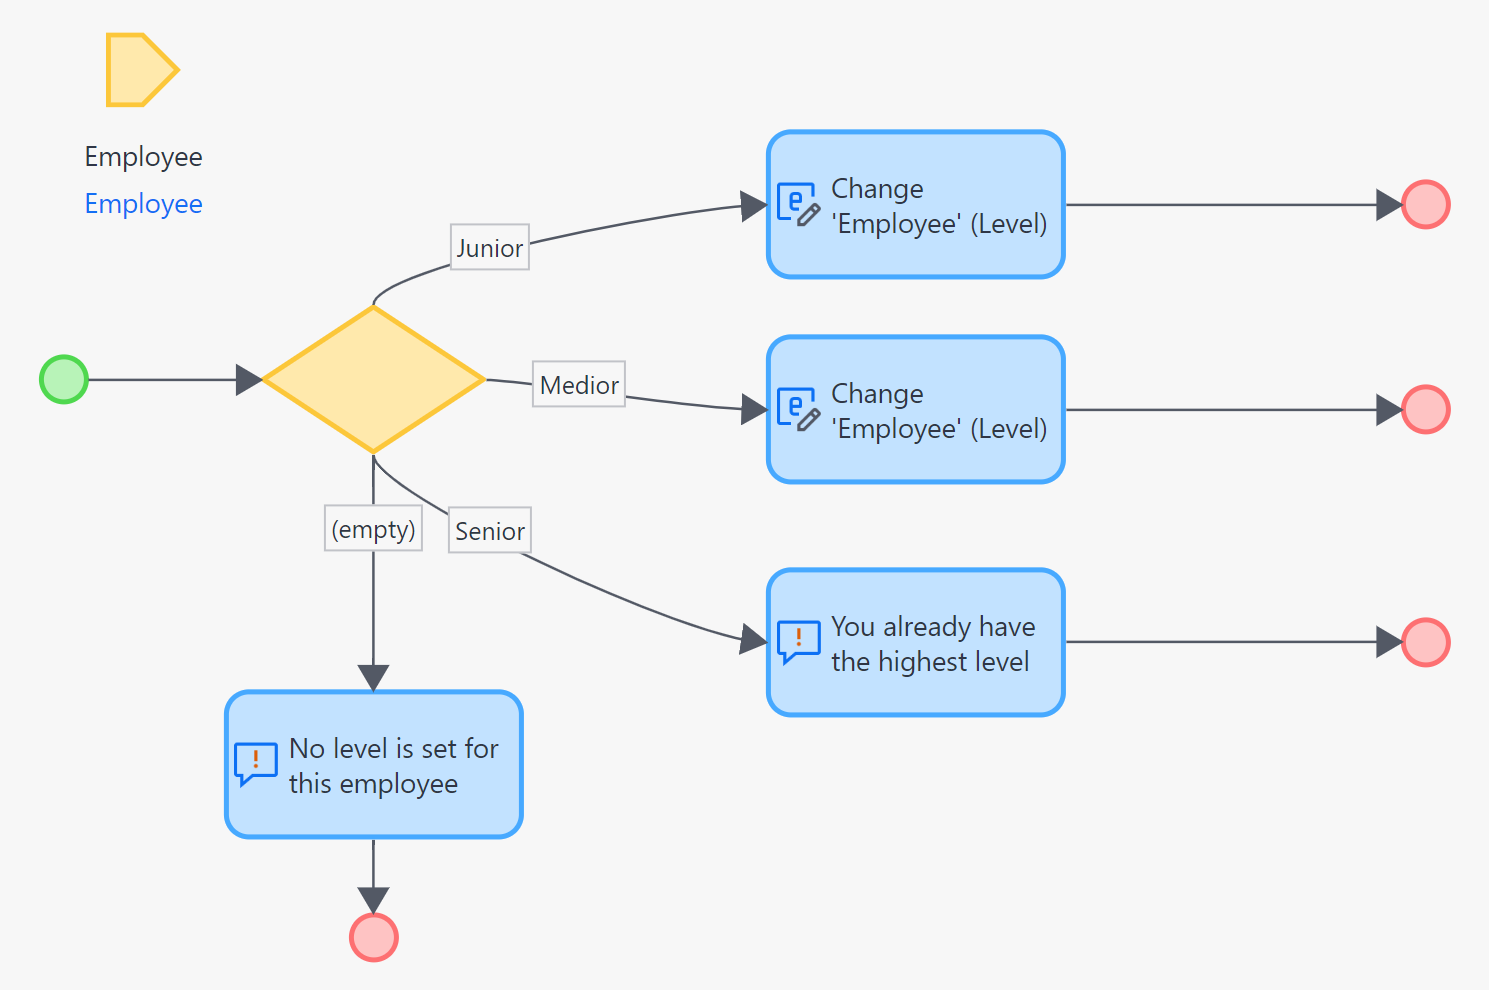 Employee
Employee
Junior
Change
'Employee' (Level)
Medior
Change
'Employee' (Level)
(empty)
Senior
You already have
the highest level
No level is set for
this employee